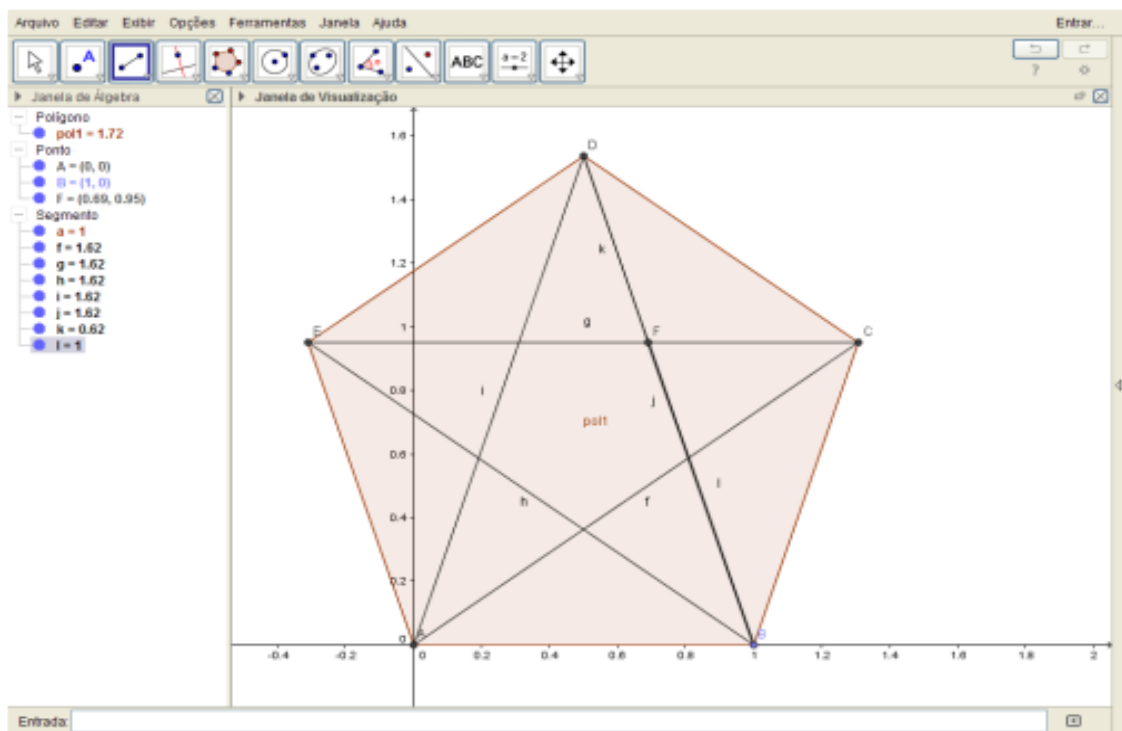 Arquivo Editar Exibir Opções Ferramentas Janela Ajuda Entrar...
A ABC a=2
?
Janela de Álgebra
Janela de Visualização
Polígono
pol1 = 1.72
Ponto
A = (0, 0)
B = (1, 0)
F = (0.69, 0.95)
Segmento
a = 1
f = 1.62
g = 1.62
h = 1.62
i = 1.62
j = 1.62
k = 0.62
l = 1
1.6
D
1.4
k
1.2
1
E g F C
0.8
i j
pol1
0.6
l
h f
0.4
0.2
0 A B
-0.4 -0.2 0 0.2 0.4 0.6 0.8 1 1.2 1.4 1.6 1.8 2
Entrada: